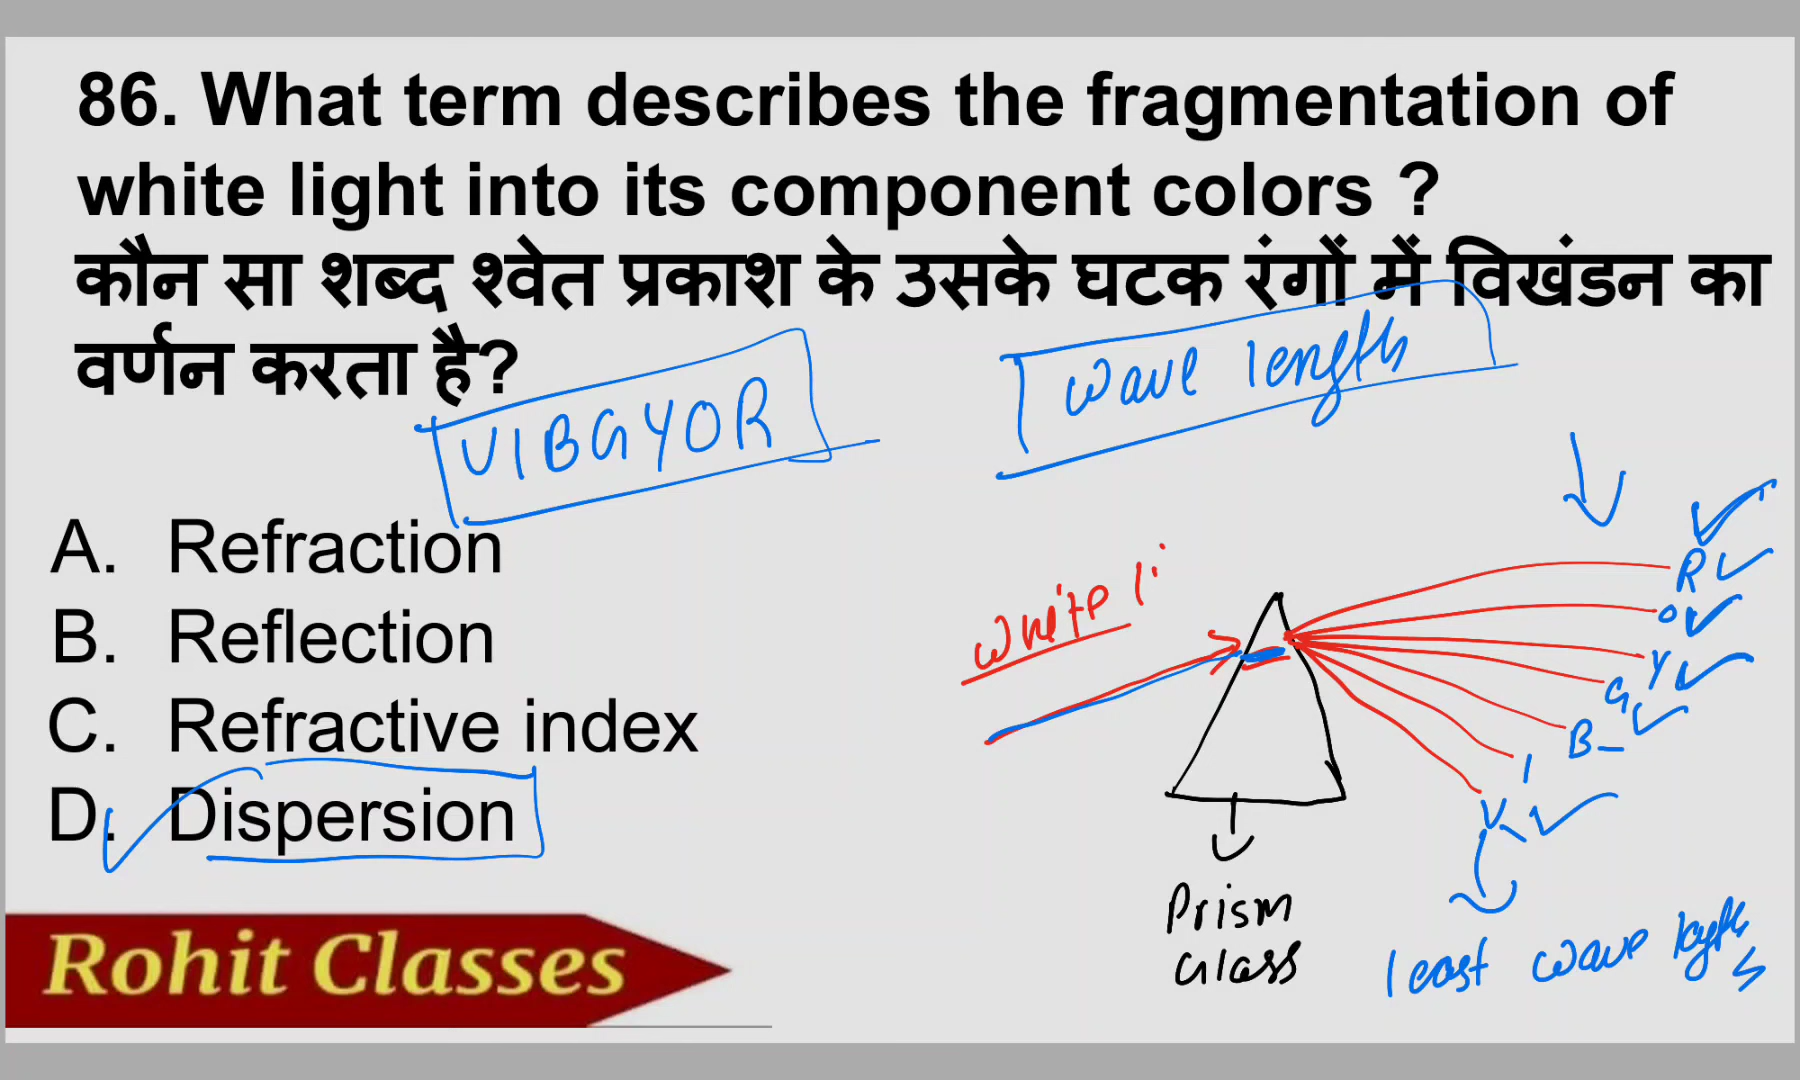 86. What term describes the fragmentation of
white light into its component colors ?
कौन सा शब्द श्वेत प्रकाश के उसके घटक रंगों में विखंडन का
वर्णन करता है?
VIBGYOR
wave length
A. Refraction
B. Reflection
C. Refractive index
D. Dispersion
white li
R
O
Y
G
B
I
V
Prism
Glass
least wave
Rohit Classes